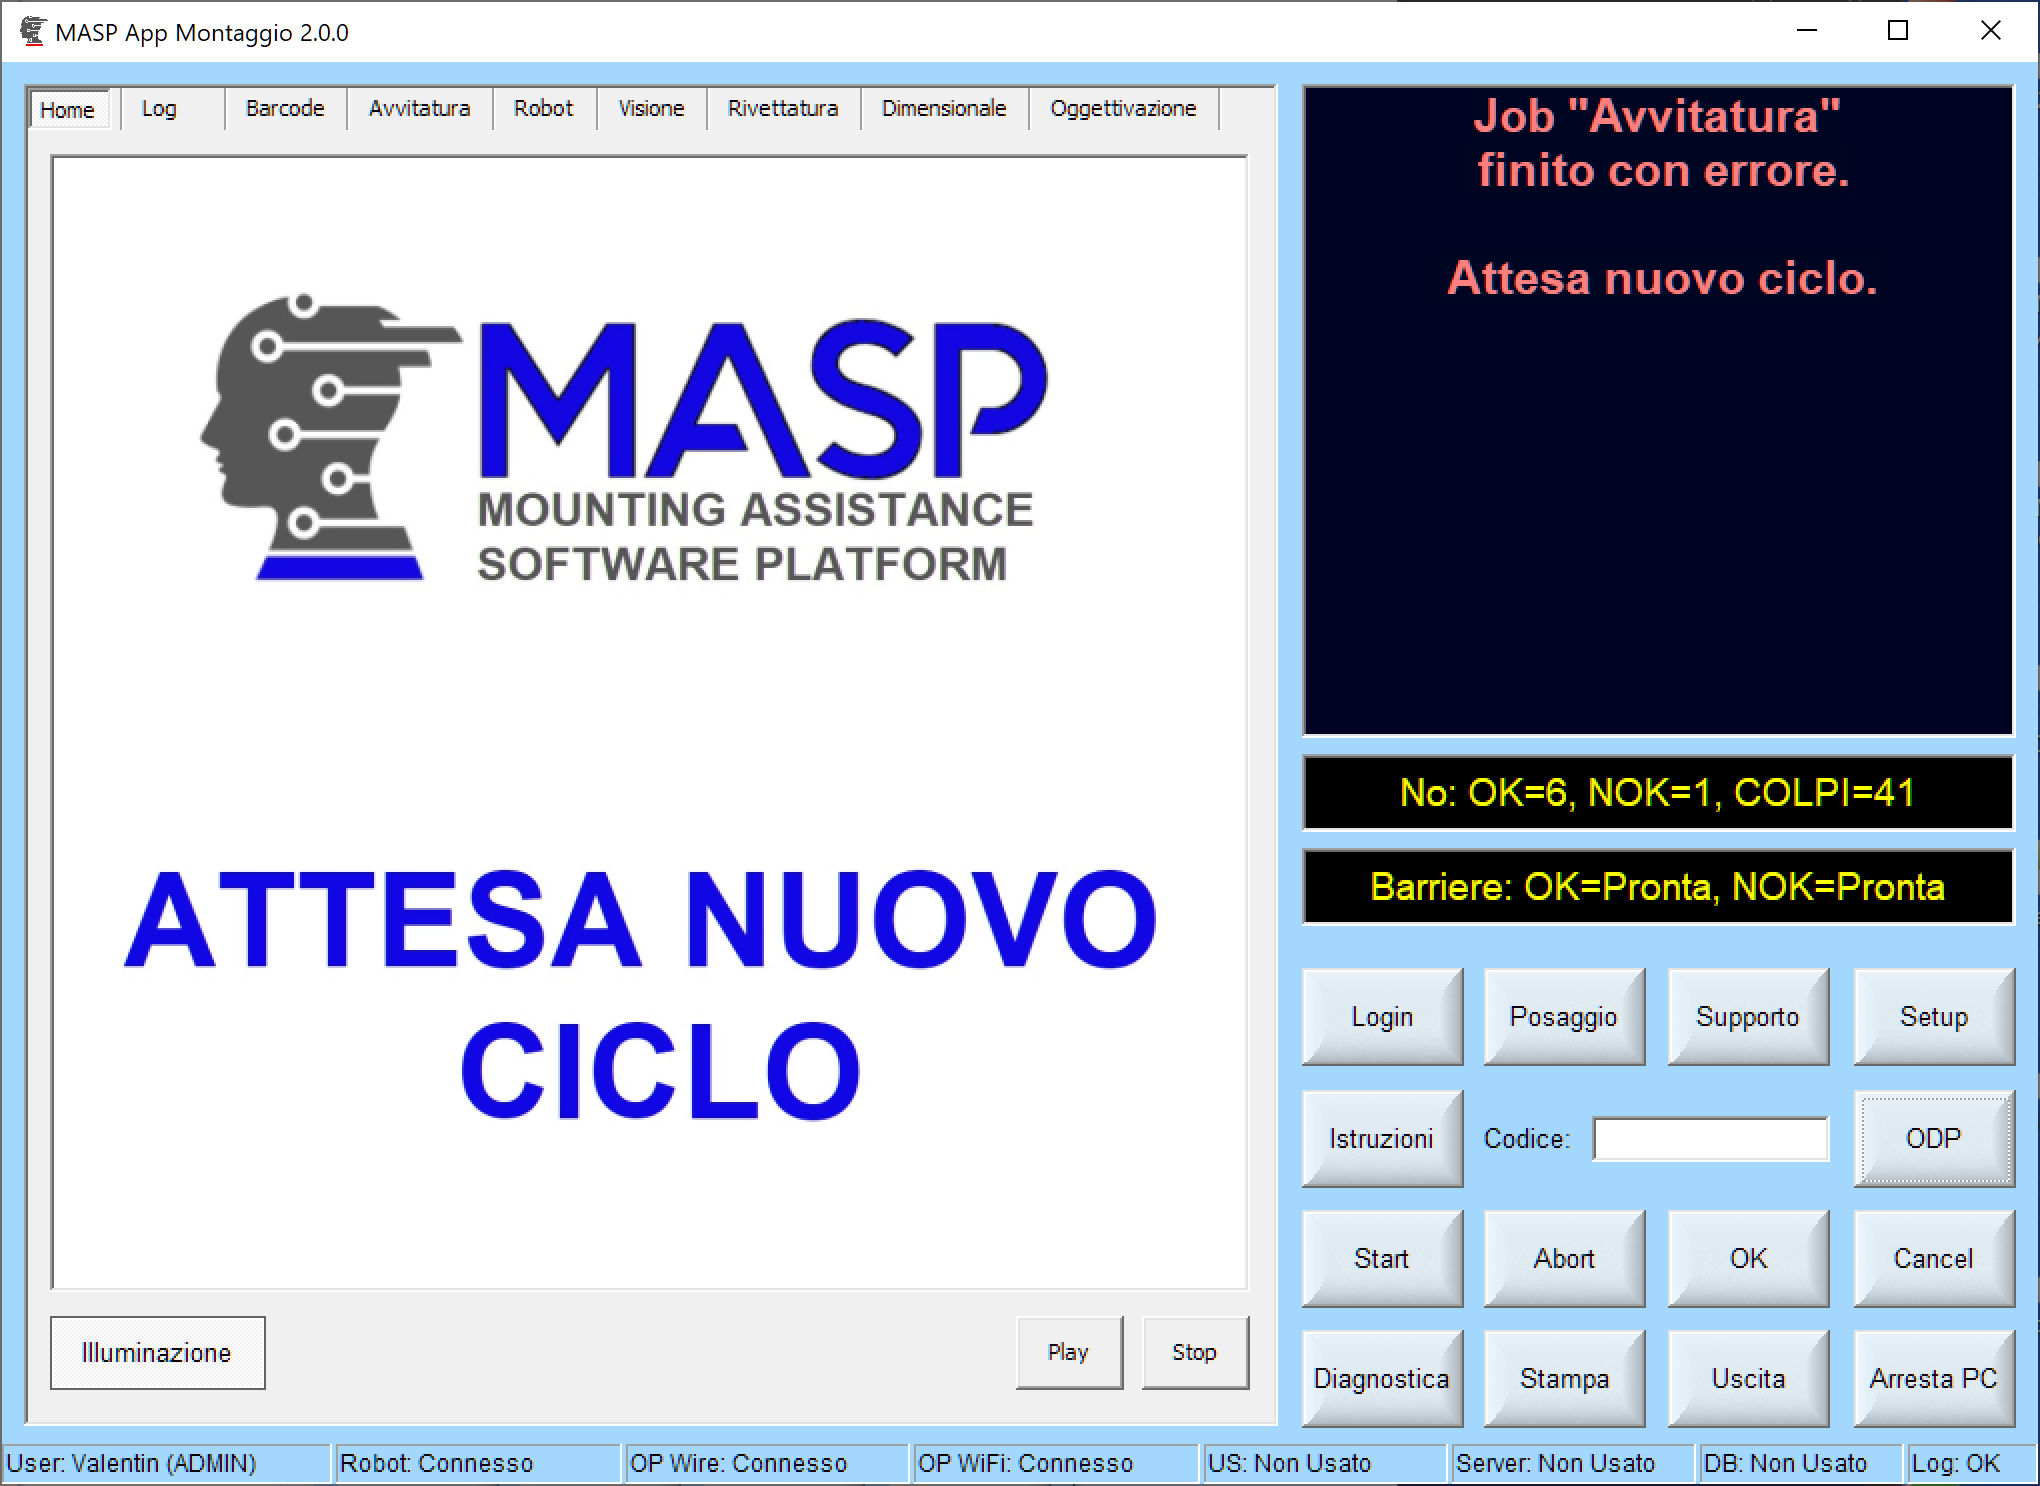 MASP App Montaggio 2.0.0
Home Log Barcode Avvitatura Robot Visione Rivettatura Dimensionale Oggettivazione
MASP
MOUNTING ASSISTANCE
SOFTWARE PLATFORM
ATTESA NUOVO
CICLO
Illuminazione Play Stop
Job "Avvitatura"
finito con errore.
Attesa nuovo ciclo.
No: OK=6, NOK=1, COLPI=41
Barriere: OK=Pronta, NOK=Pronta
Login Posaggio Supporto Setup
Istruzioni Codice: ODP
Start Abort OK Cancel
Diagnostica Stampa Uscita Arresta PC
User: Valentin (ADMIN) Robot: Connesso OP Wire: Connesso OP WiFi: Connesso US: Non Usato Server: Non Usato DB: Non Usato Log: OK